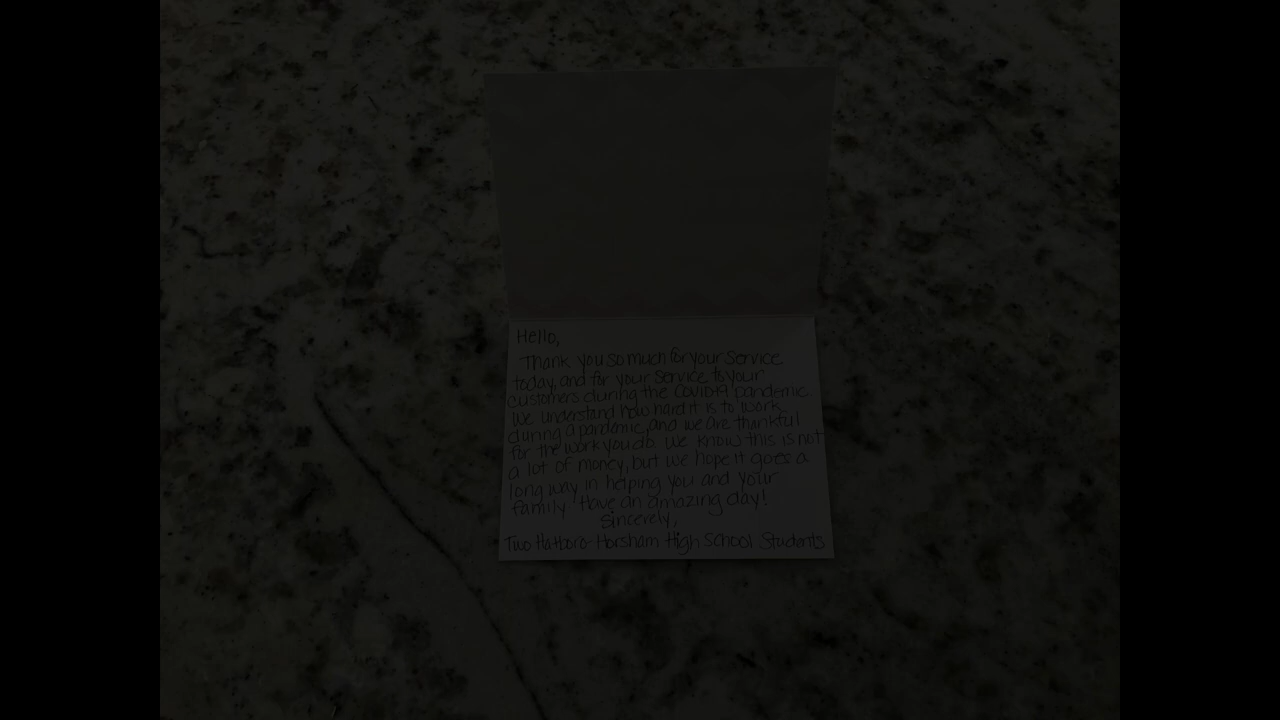 Hello,
Thank you so much for your service
today, and for your service to your
customers during the COVID-19 pandemic.
We understand how hard it is to work
during a pandemic, and we are thankful
for the work you do. We know this is not
a lot of money, but we hope it goes a
long way in helping you and your
family. Have an amazing day!
Sincerely,
Two Hatboro-Horsham High School Students